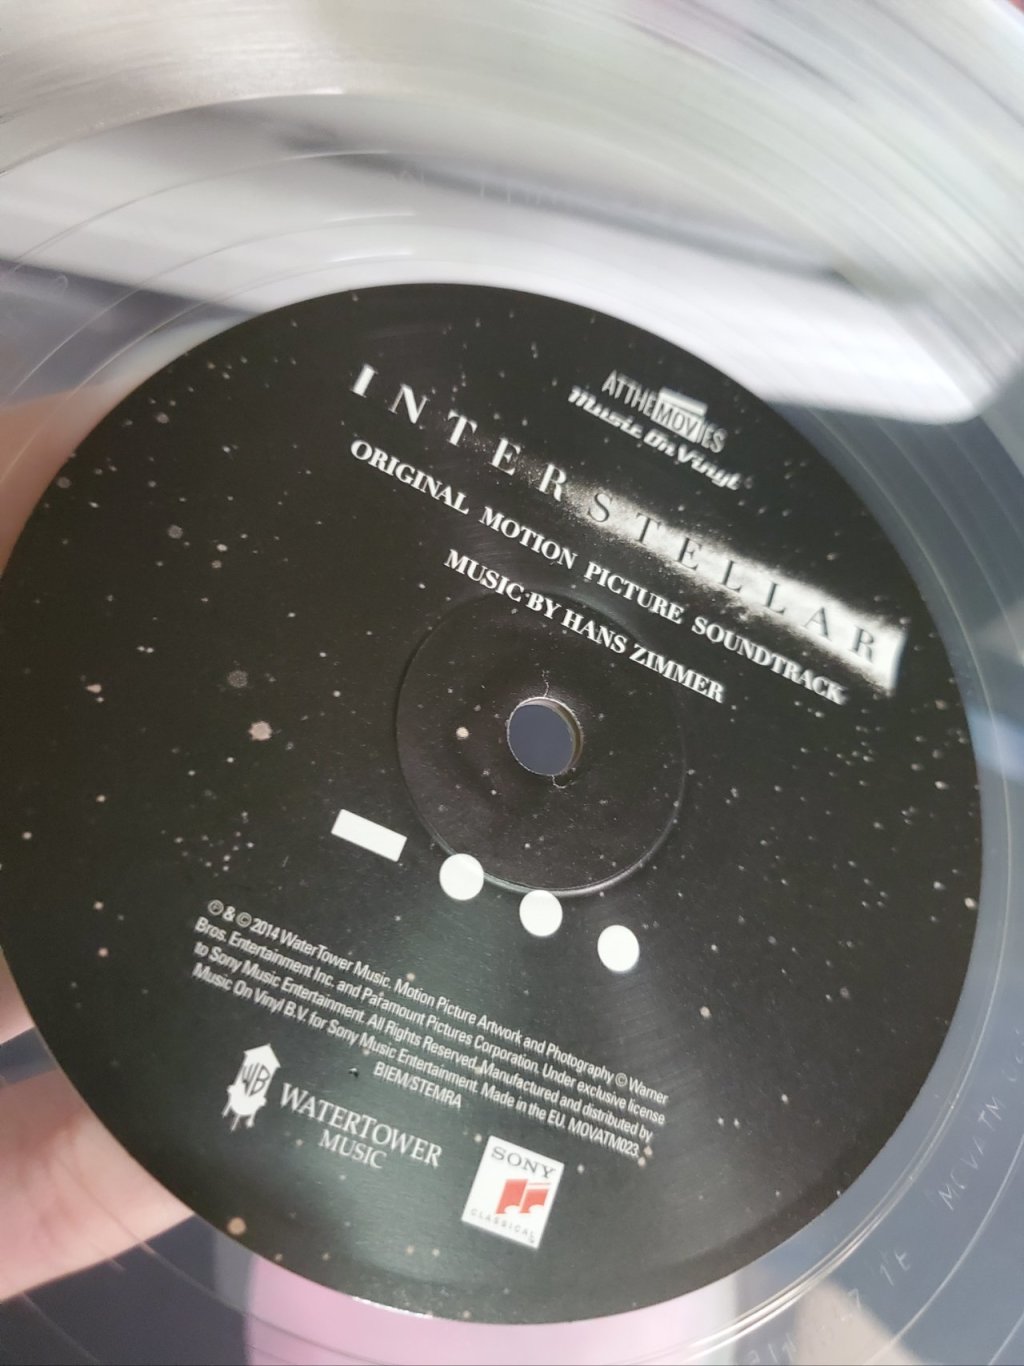 ATTHEMOVIES
Music On Vinyl
INTERSTELLAR
ORIGINAL MOTION PICTURE SOUNDTRACK
MUSIC BY HANS ZIMMER
℗ & © 2014 WaterTower Music. Motion Picture Artwork and Photography © Warner
Bros. Entertainment Inc. and Paramount Pictures Corporation. Under exclusive license
to Sony Music Entertainment. All Rights Reserved. Manufactured and distributed by
Music On Vinyl B.V. for Sony Music Entertainment. Made in the EU. MOVATM023
BIEM/STEMRA
WB
WATERTOWER
MUSIC
SONY
CLASSICAL